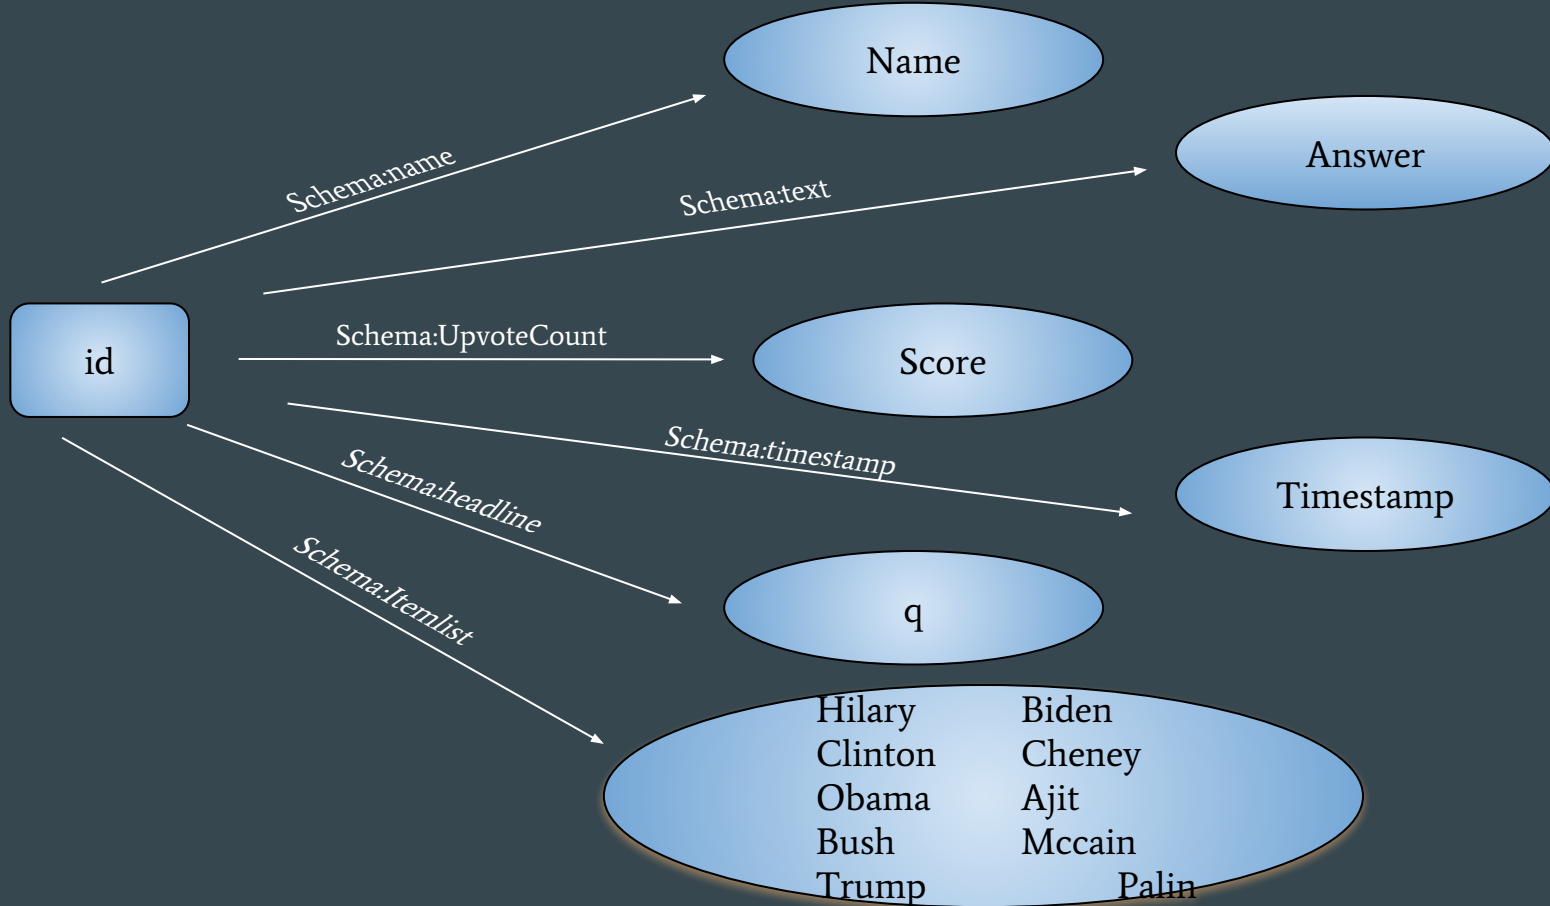 Name
Answer
Schema:name
Schema:text
id
Schema:UpvoteCount
Score
Schema:timestamp
Timestamp
Schema:headline
q
Schema:Itemlist
Hilary Biden
Clinton Cheney
Obama Ajit
Bush Mccain
Trump Palin